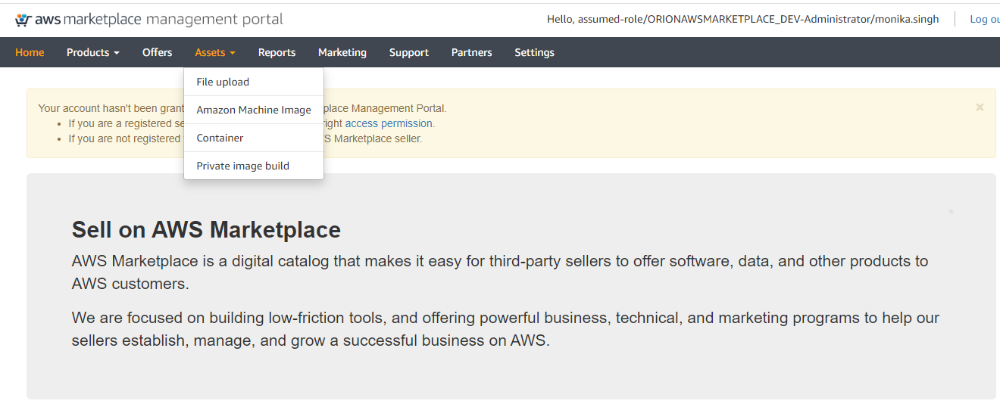 aws marketplace management portal
Hello, assumed-role/ORIONAWSMARKETPLACE_DEV-Administrator/monika.singh
Log ou
Home Products Offers Assets Reports Marketing Support Partners Settings
File upload
Amazon Machine Image
Container
Private image build
Your account hasn't been grant place Management Portal.
If you are a registered se right access permission.
If you are not registered S Marketplace seller.
Sell on AWS Marketplace
AWS Marketplace is a digital catalog that makes it easy for third-party sellers to offer software, data, and other products to
AWS customers.
We are focused on building low-friction tools, and offering powerful business, technical, and marketing programs to help our
sellers establish, manage, and grow a successful business on AWS.